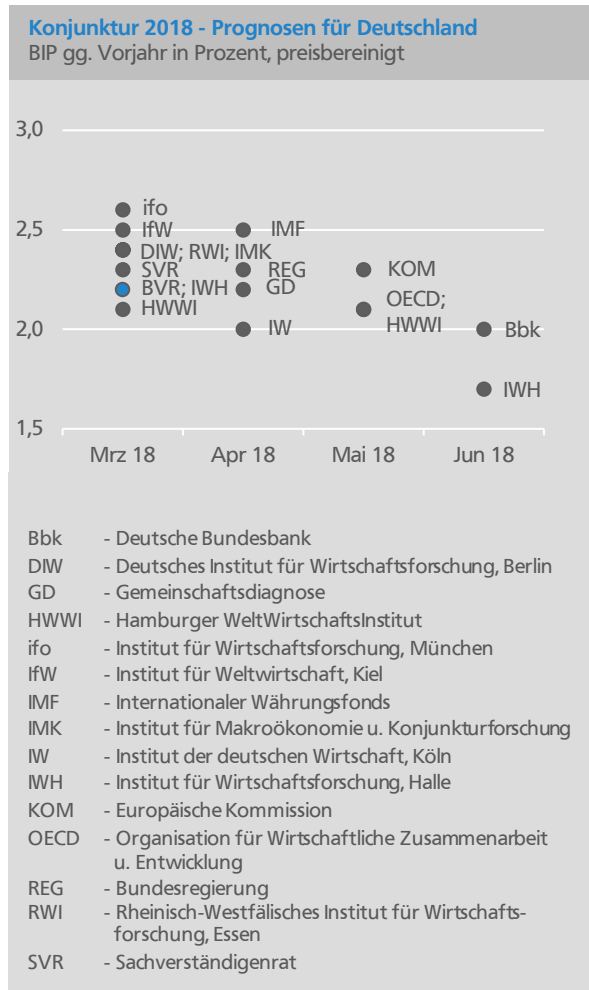 Konjunktur 2018 - Prognosen für Deutschland
BIP gg. Vorjahr in Prozent, preisbereinigt
3,0
2,5
2,0
1,5
ifo
IfW
DIW; RWI; IMK
SVR
BVR; IWH
HWWI
IMF
REG
GD
IW
KOM
OECD;
HWWI
Bbk
IWH
Mrz 18 Apr 18 Mai 18 Jun 18
Bbk - Deutsche Bundesbank
DIW - Deutsches Institut für Wirtschaftsforschung, Berlin
GD - Gemeinschaftsdiagnose
HWWI - Hamburger WeltWirtschaftsInstitut
ifo - Institut für Wirtschaftsforschung, München
IfW - Institut für Weltwirtschaft, Kiel
IMF - Internationaler Währungsfonds
IMK - Institut für Makroökonomie u. Konjunkturforschung
IW - Institut der deutschen Wirtschaft, Köln
IWH - Institut für Wirtschaftsforschung, Halle
KOM - Europäische Kommission
OECD - Organisation für Wirtschaftliche Zusammenarbeit
u. Entwicklung
REG - Bundesregierung
RWI - Rheinisch-Westfälisches Institut für Wirtschafts-
forschung, Essen
SVR - Sachverständigenrat